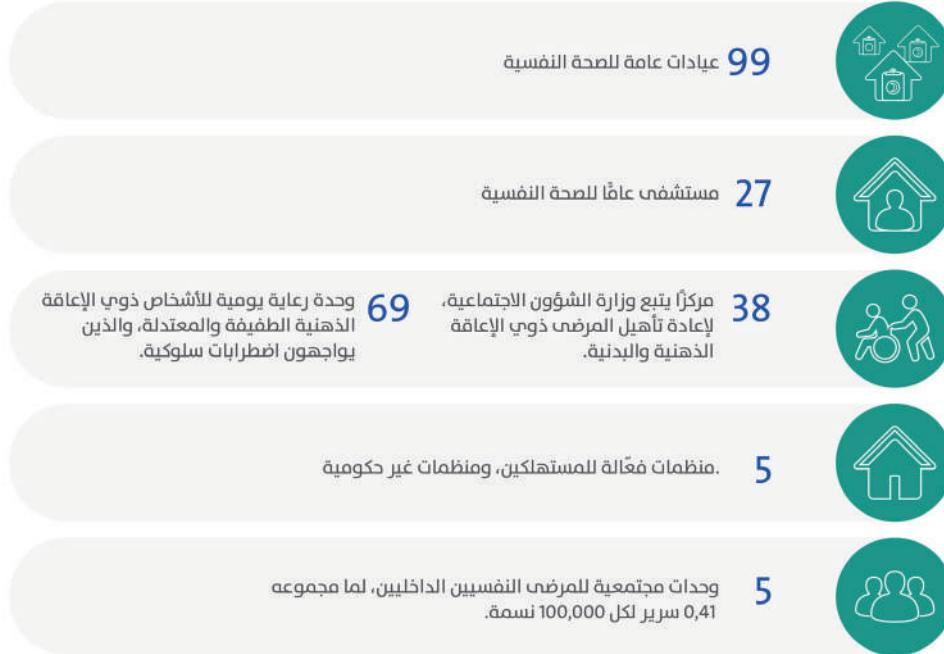 99 عيادات عامة للصحة النفسية
27 مستشفى عامًّا للصحة النفسية
38 مركزًا يتبع وزارة الشؤون الاجتماعية،
لإعادة تأهيل المرضى ذوي الإعاقة
الذهنية والبدنية.
69 وحدة رعاية يومية للأشخاص ذوي الإعاقة
الذهنية الطفيفة والمعتدلة، والذين
يواجهون اضطرابات سلوكية.
5 .منظمات فعّالة للمستهلكين، ومنظمات غير حكومية
5 وحدات مجتمعية للمرضى النفسيين الداخليين، لما مجموعه
0,41 سرير لكل 100,000 نسمة.